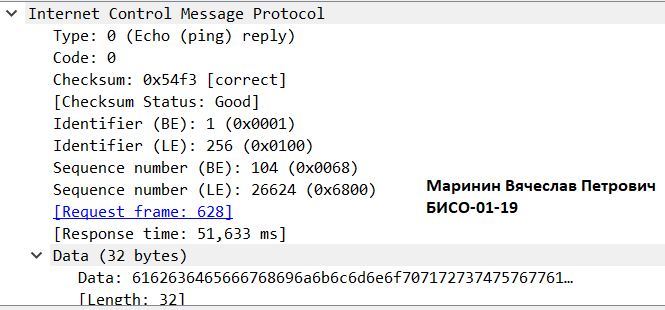 Internet Control Message Protocol
Type: 0 (Echo (ping) reply)
Code: 0
Checksum: 0x54f3 [correct]
[Checksum Status: Good]
Identifier (BE): 1 (0x0001)
Identifier (LE): 256 (0x0100)
Sequence number (BE): 104 (0x0068)
Sequence number (LE): 26624 (0x6800)
Маринин Вячеслав Петрович
БИСО-01-19
[Request frame: 628]
[Response time: 51,633 ms]
Data (32 bytes)
Data: 6162636465666768696a6b6c6d6e6f707172737475767761…
[Length: 32]